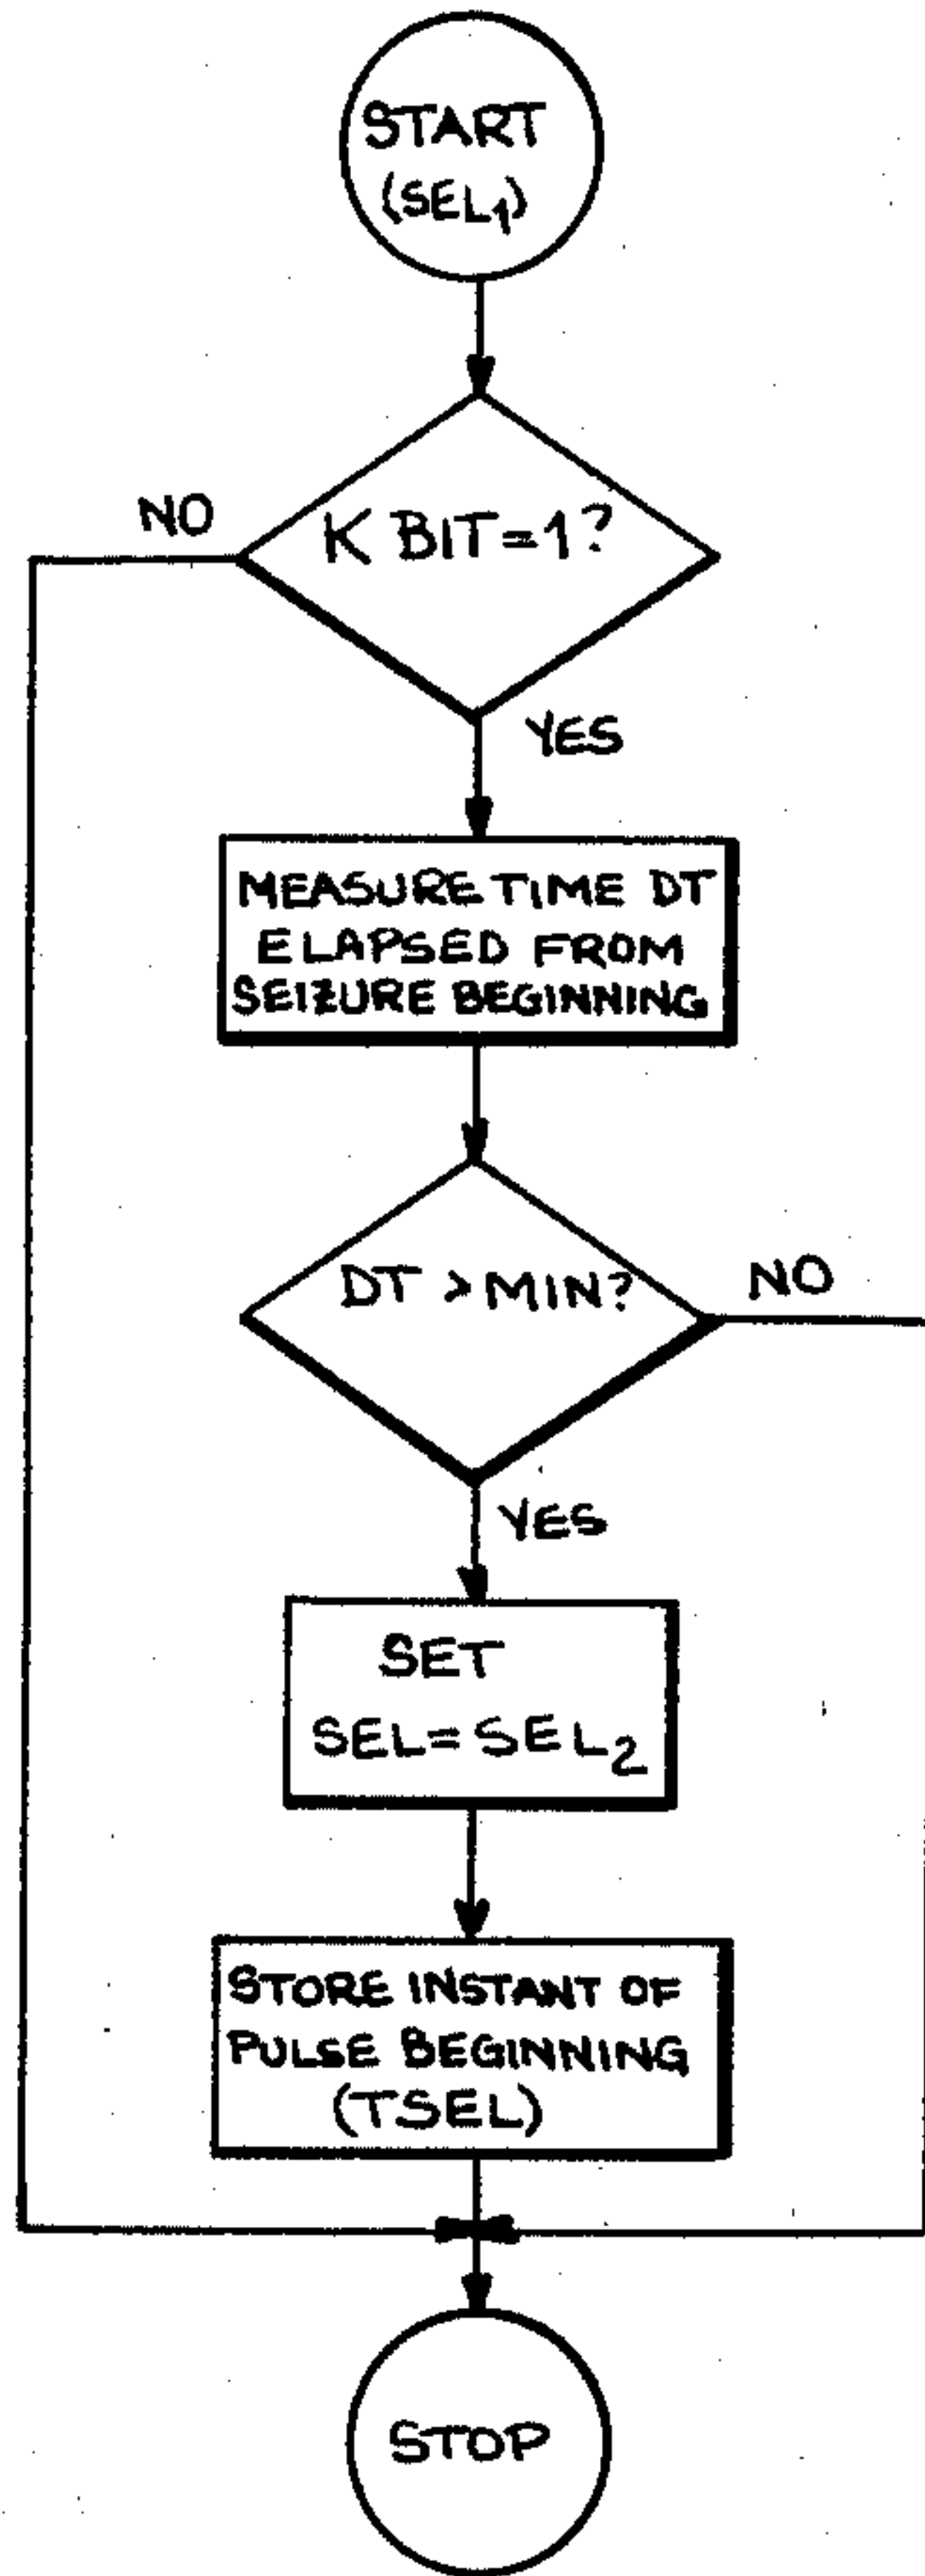 START
(SEL₁)
NO
K BIT=1?
YES
MEASURE TIME DT
ELAPSED FROM
SEIZURE BEGINNING
DT > MIN?
NO
YES
SET
SEL=SEL₂
STORE INSTANT OF
PULSE BEGINNING
(TSEL)
STOP